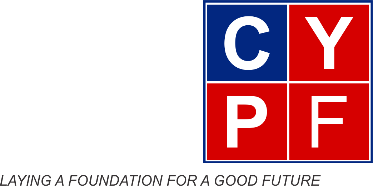 C Y
P F
LAYING A FOUNDATION FOR A GOOD FUTURE